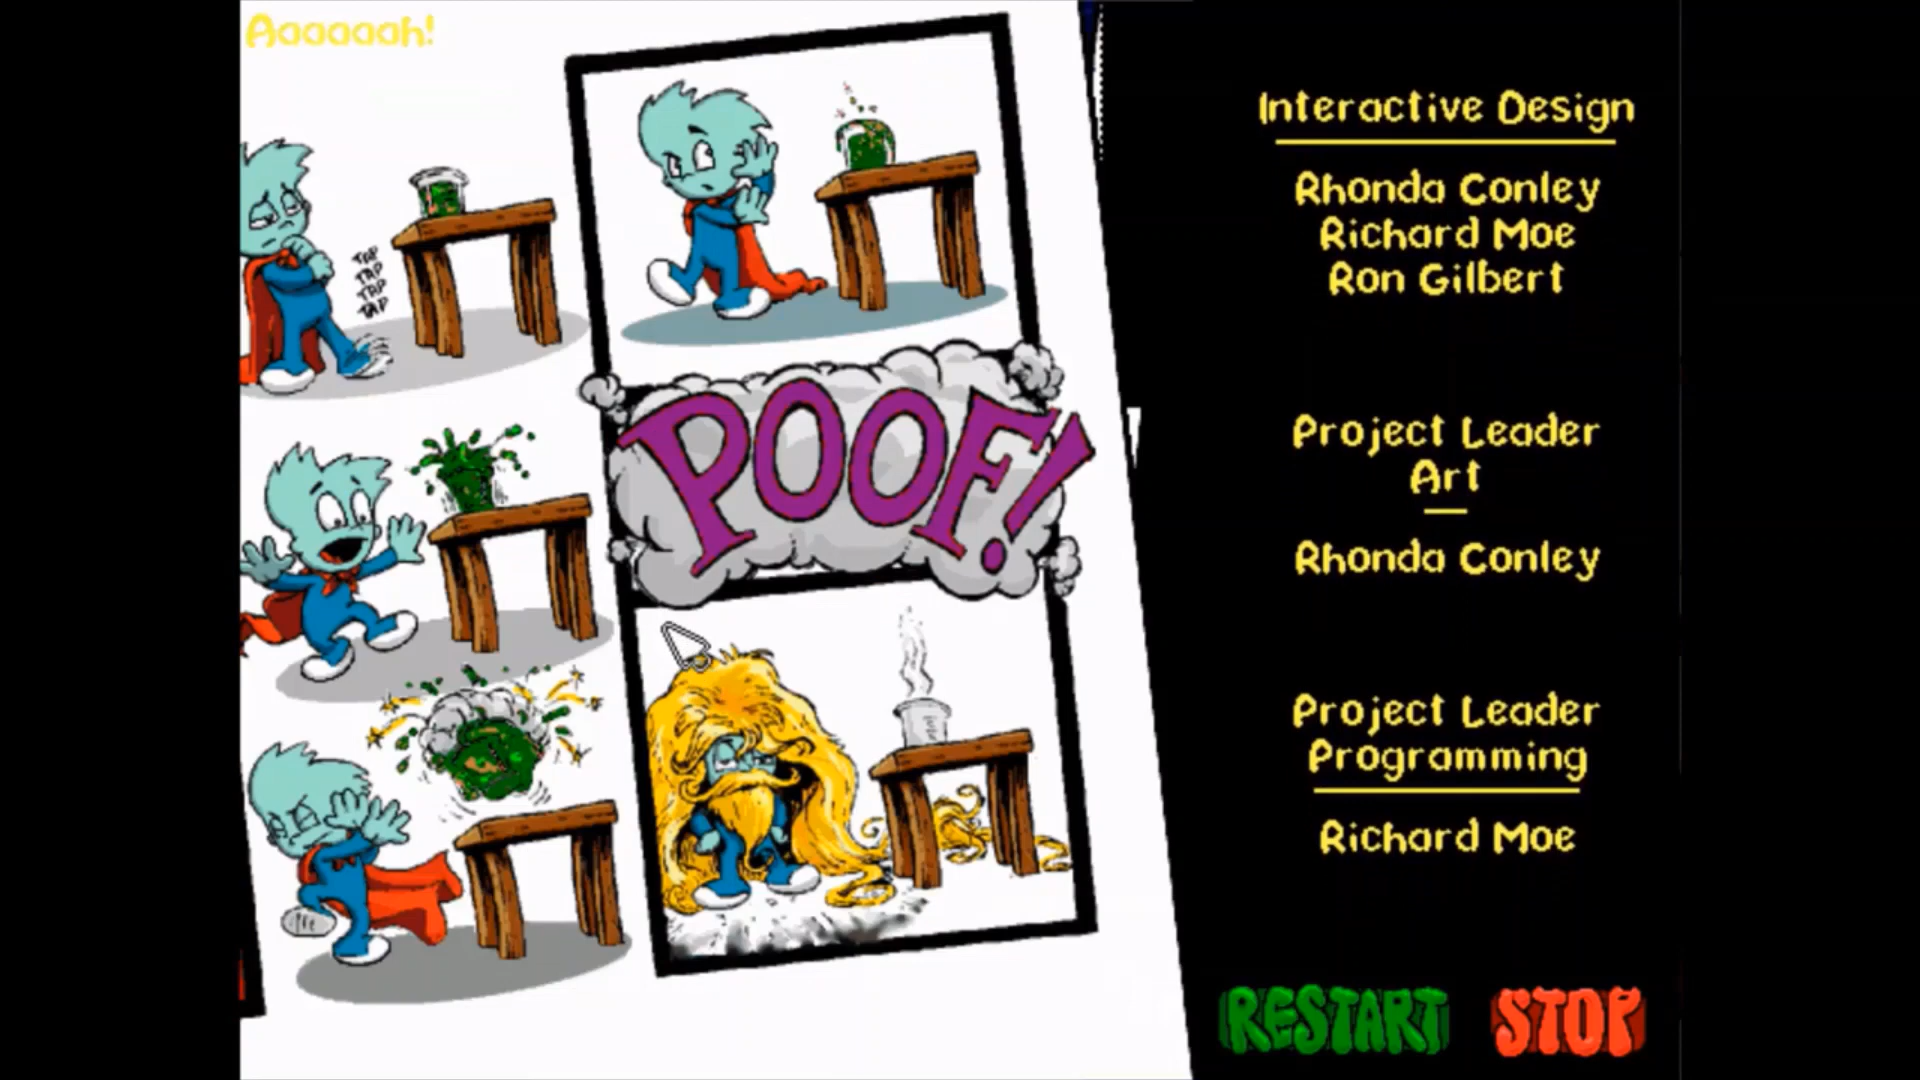 Aaaaaah!
TAP
TAP
TAP
TAP
POOF!
Interactive Design
Rhonda Conley
Richard Moe
Ron Gilbert
Project Leader
Art
Rhonda Conley
Project Leader
Programming
Richard Moe
RESTART STOP